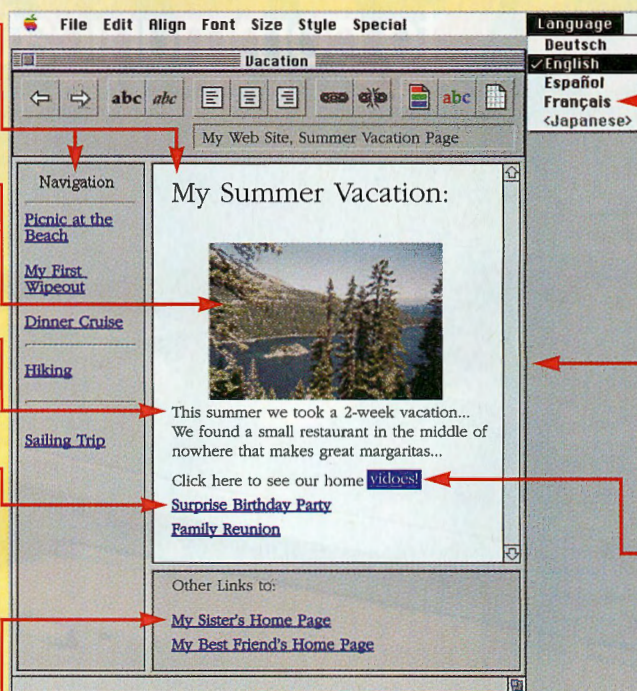 File Edit Align Font Size Style Special
Language
Deutsch
✓English
Español
Français
<Japanese>
Vacation
abc abc abc
My Web Site, Summer Vacation Page
Navigation
Picnic at the
Beach
My First
Wipeout
Dinner Cruise
Hiking
Sailing Trip
My Summer Vacation:
This summer we took a 2-week vacation...
We found a small restaurant in the middle of
nowhere that makes great margaritas...
Click here to see our home vidoes!
Surprise Birthday Party
Family Reunion
Other Links to:
My Sister's Home Page
My Best Friend's Home Page